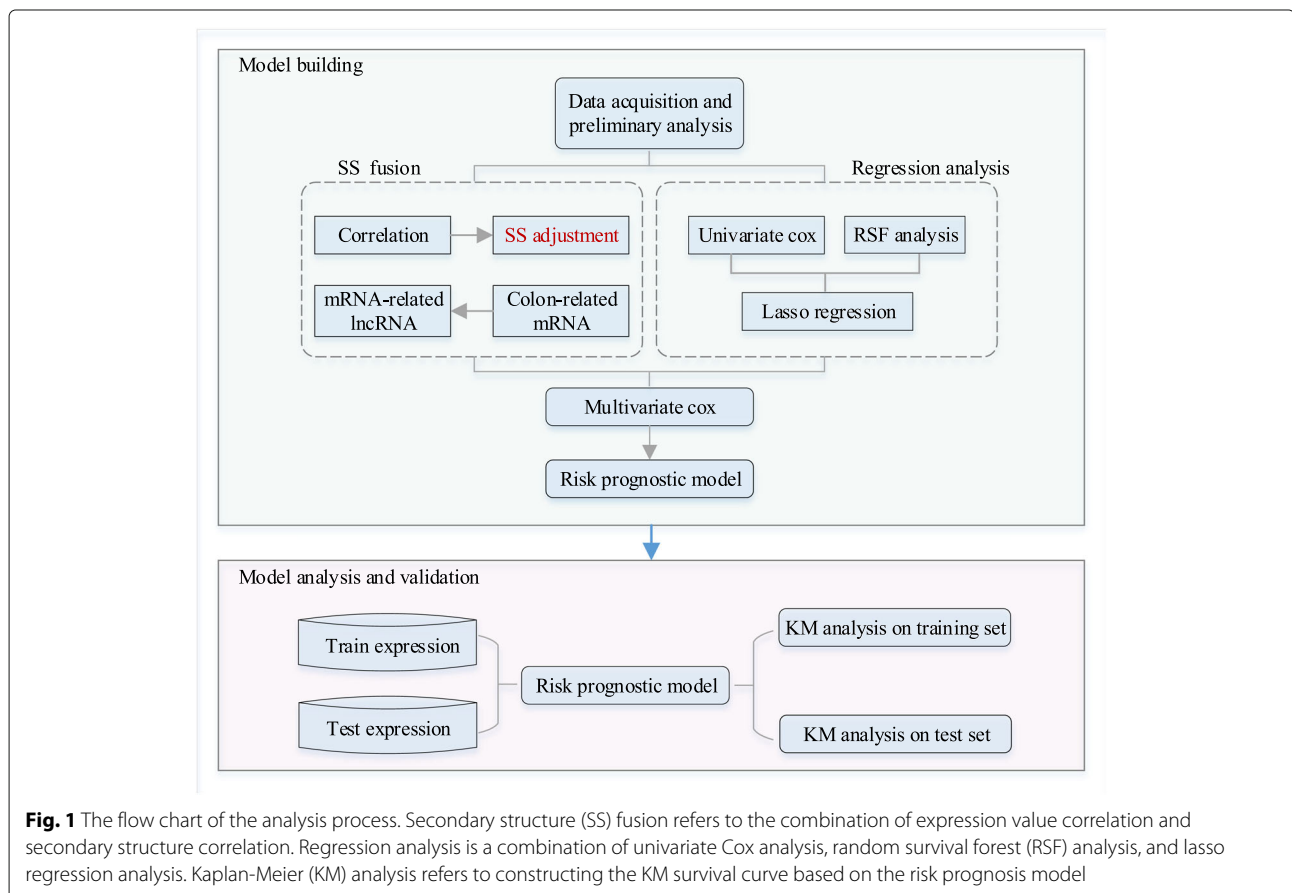 Model building
Data acquisition and
preliminary analysis
SS fusion
Regression analysis
Correlation
SS adjustment
mRNA-related
lncRNA
Colon-related
mRNA
Univariate cox
RSF analysis
Lasso regression
Multivariate cox
Risk prognostic model
Model analysis and validation
Train expression
Test expression
Risk prognostic model
KM analysis on training set
KM analysis on test set
Fig. 1 The flow chart of the analysis process. Secondary structure (SS) fusion refers to the combination of expression value correlation and
secondary structure correlation. Regression analysis is a combination of univariate Cox analysis, random survival forest (RSF) analysis, and lasso
regression analysis. Kaplan-Meier (KM) analysis refers to constructing the KM survival curve based on the risk prognosis model